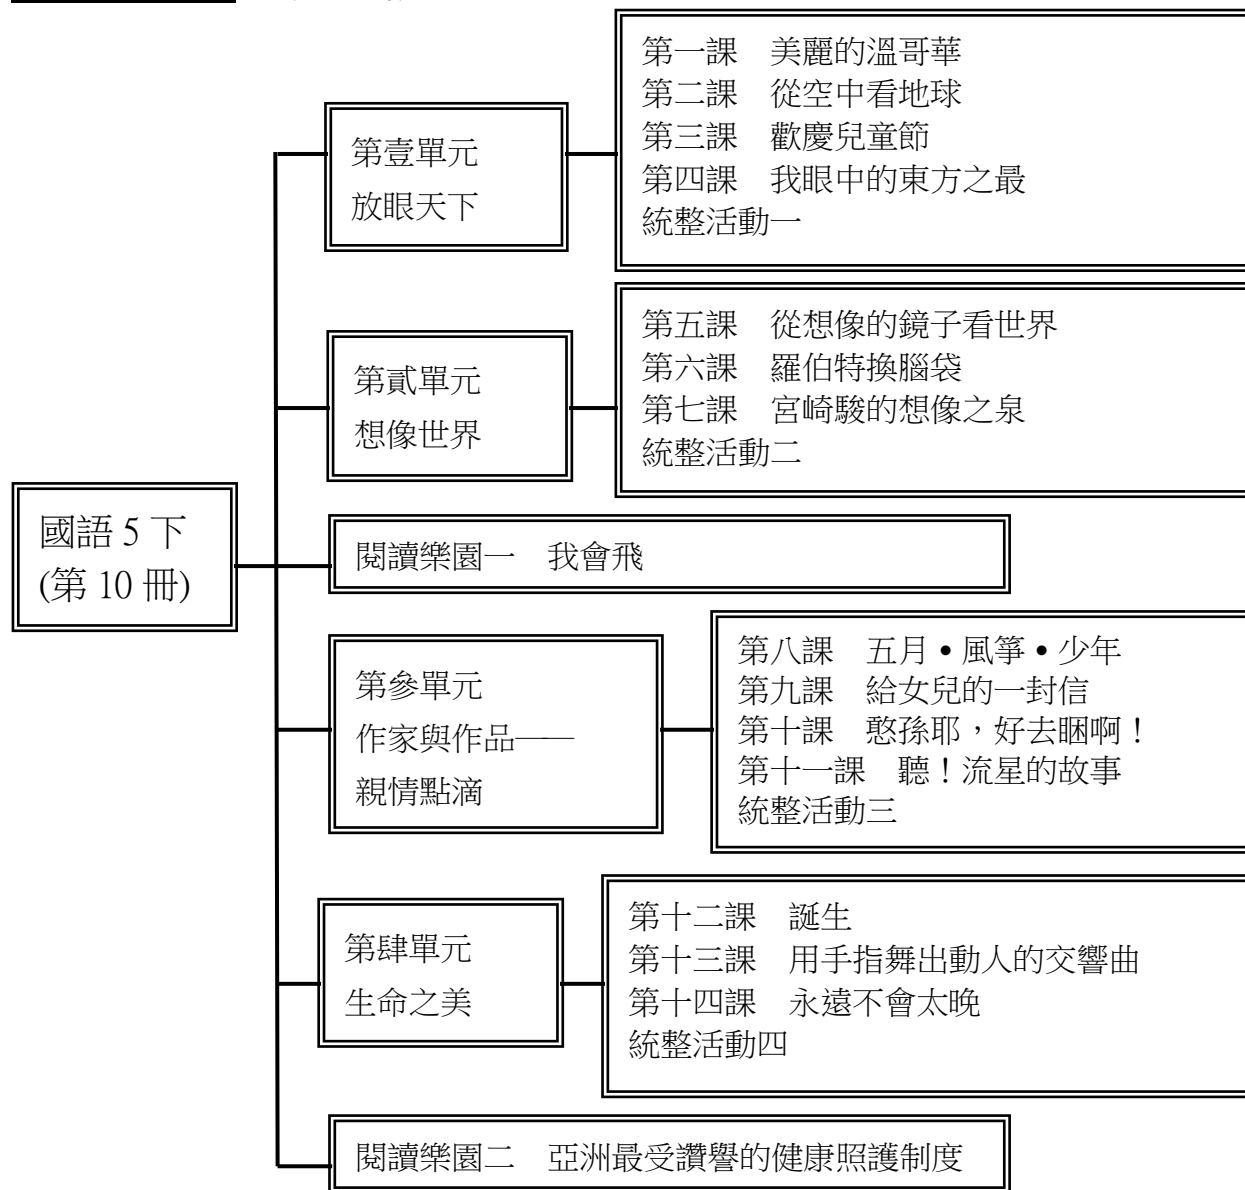 國語 5 下
(第 10 冊)
第壹單元
放眼天下
第一課　美麗的溫哥華
第二課　從空中看地球
第三課　歡慶兒童節
第四課　我眼中的東方之最
統整活動一
第貳單元
想像世界
第五課　從想像的鏡子看世界
第六課　羅伯特換腦袋
第七課　宮崎駿的想像之泉
統整活動二
閱讀樂園一　我會飛
第參單元
作家與作品——
親情點滴
第八課　五月•風箏•少年
第九課　給女兒的一封信
第十課　憨孫耶，好去睏啊！
第十一課　聽！流星的故事
統整活動三
第肆單元
生命之美
第十二課　誕生
第十三課　用手指舞出動人的交響曲
第十四課　永遠不會太晚
統整活動四
閱讀樂園二　亞洲最受讚譽的健康照護制度